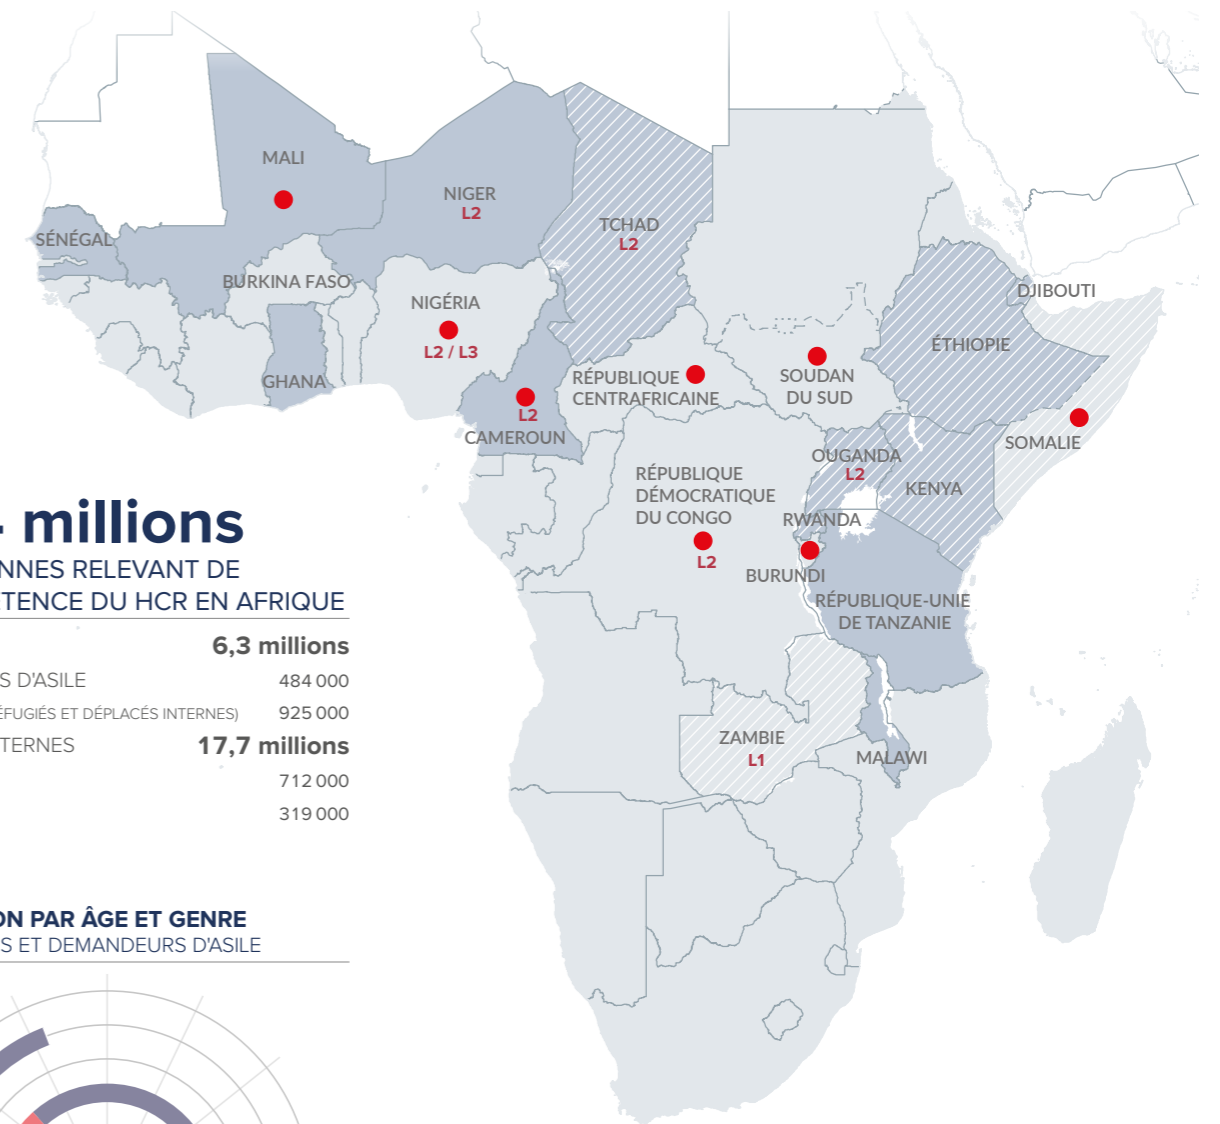 MALI
NIGER
L2
TCHAD
L2
SÉNÉGAL
BURKINA FASO
NIGÉRIA
L2 / L3
DJIBOUTI
ÉTHIOPIE
GHANA
L2
CAMEROUN
RÉPUBLIQUE
CENTRAFRICAINE
SOUDAN
DU SUD
SOMALIE
OUGANDA
L2
KENYA
RÉPUBLIQUE
DÉMOCRATIQUE
DU CONGO
L2
RWANDA
BURUNDI
RÉPUBLIQUE-UNIE
DE TANZANIE
ZAMBIE
L1
MALAWI
millions
NNES RELEVANT DE
TENCE DU HCR EN AFRIQUE
6,3 millions
S D'ASILE 484 000
ÉFUGIÉS ET DÉPLACÉS INTERNES) 925 000
TERNES 17,7 millions
712 000
319 000
ON PAR ÂGE ET GENRE
S ET DEMANDEURS D'ASILE